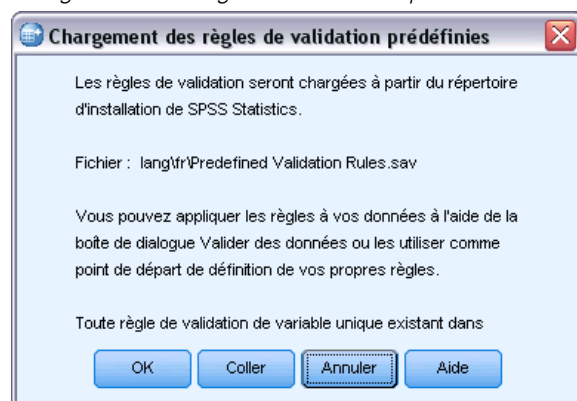 Chargement des règles de validation prédéfinies
Les règles de validation seront chargées à partir du répertoire
d'installation de SPSS Statistics.
Fichier : lang\fr\Predefined Validation Rules.sav
Vous pouvez appliquer les règles à vos données à l'aide de la
boîte de dialogue Valider des données ou les utiliser comme
point de départ de définition de vos propres règles.
Toute règle de validation de variable unique existant dans
OK Coller Annuler Aide